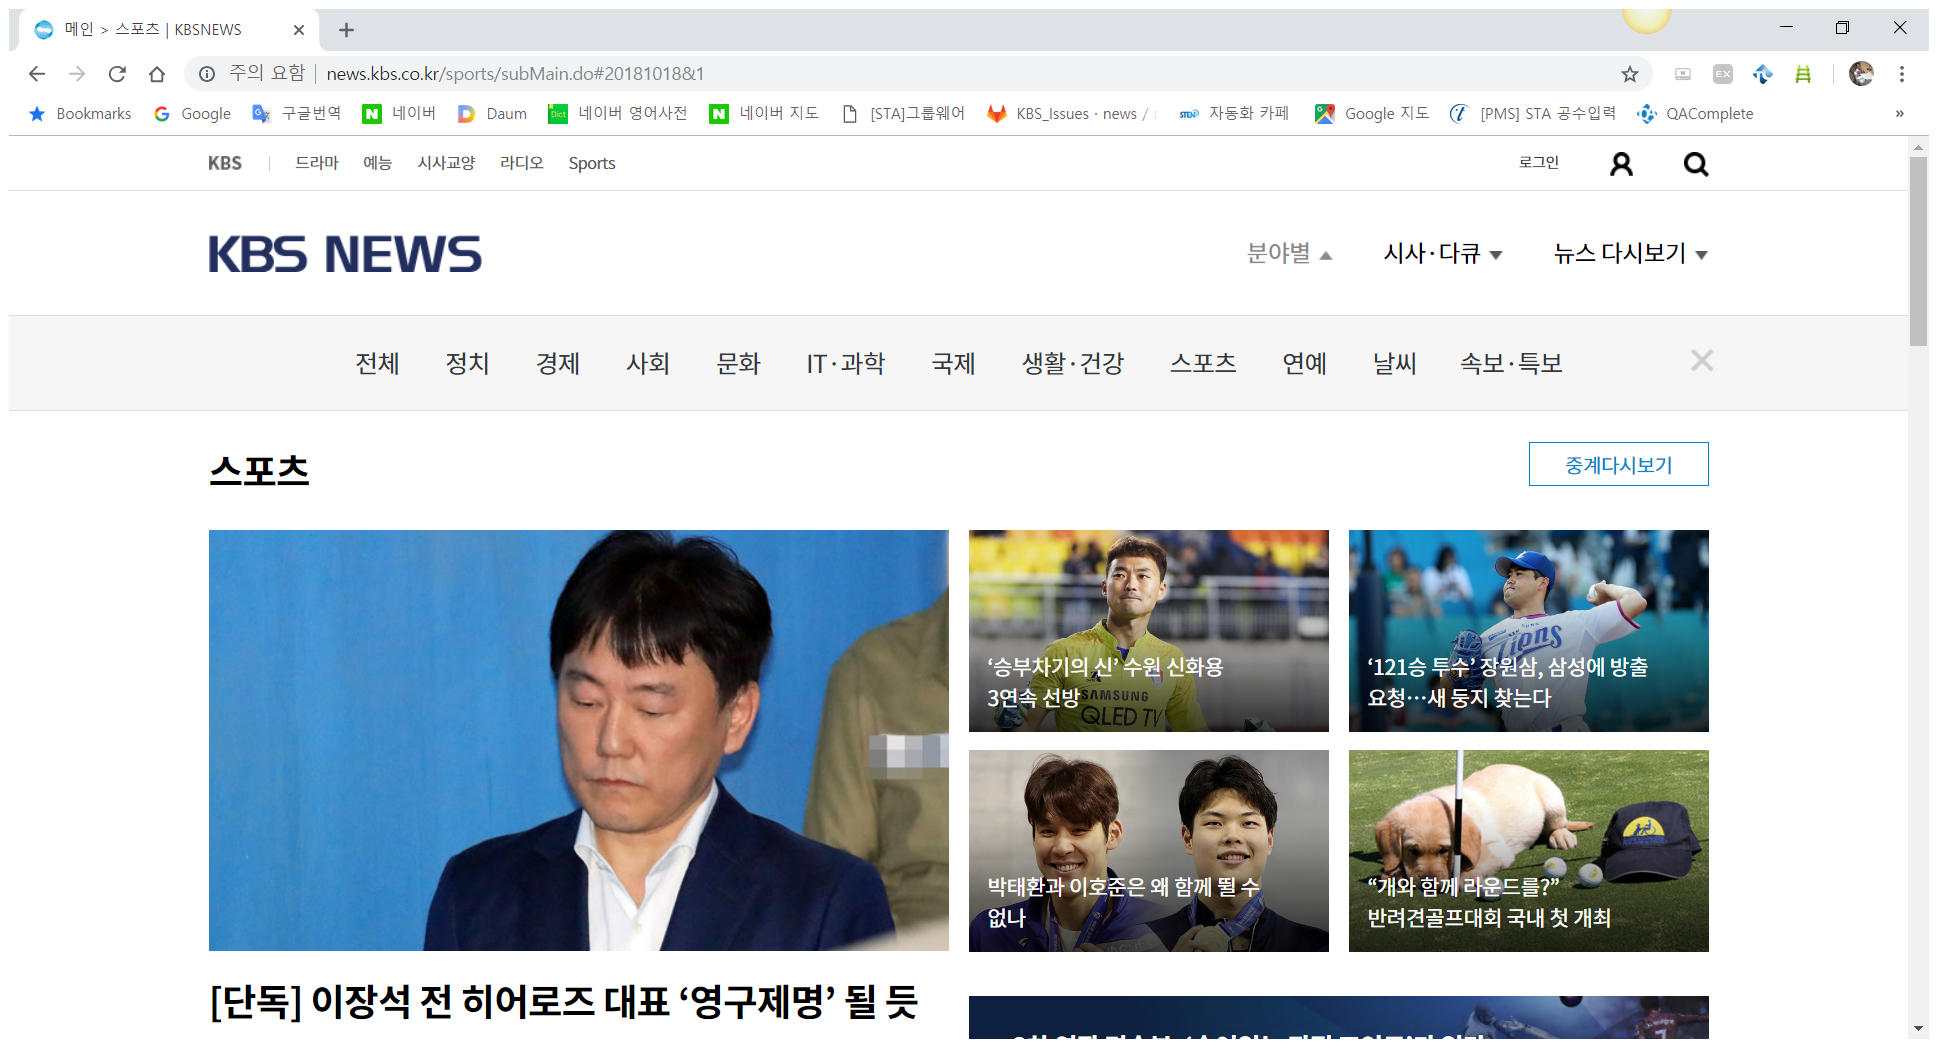 메인 > 스포츠 | KBSNEWS
주의 요함 | news.kbs.co.kr/sports/subMain.do#20181018&1
EX
Bookmarks Google 구글번역 네이버 Daum Dict 네이버 영어사전 네이버 지도 [STA]그룹웨어 KBS_Issues · news / STEN 자동화 카페 Google 지도 [PMS] STA 공수입력 QAComplete »
KBS 드라마 예능 시사교양 라디오 Sports 로그인
KBS NEWS 분야별 시사·다큐 뉴스 다시보기
전체 정치 경제 사회 문화 IT·과학 국제 생활·건강 스포츠 연예 날씨 속보·특보
스포츠 중계다시보기
‘승부차기의 신’ 수원 신화용
3연속 선방
SAMSUNG
QLED TV
Lions
‘121승 투수’ 장원삼, 삼성에 방출
요청…새 둥지 찾는다
박태환과 이호준은 왜 함께 뛸 수
없나
“개와 함께 라운드를?”
반려견골프대회 국내 첫 개최
[단독] 이장석 전 히어로즈 대표 ‘영구제명’ 될 듯